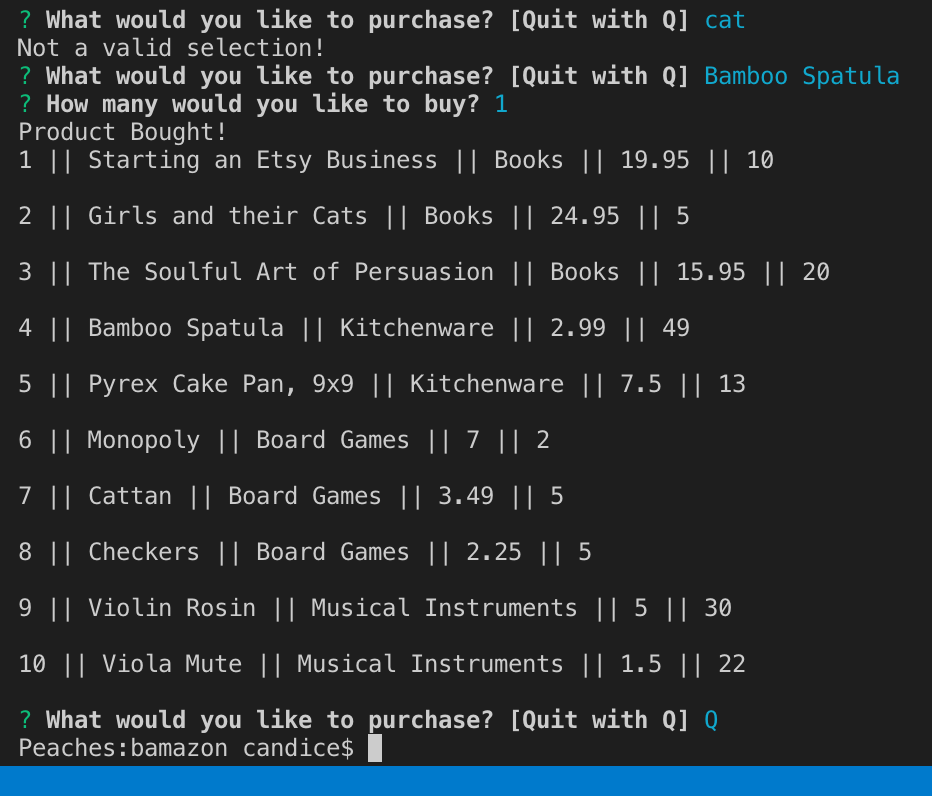 ? What would you like to purchase? [Quit with Q] cat
Not a valid selection!
? What would you like to purchase? [Quit with Q] Bamboo Spatula
? How many would you like to buy? 1
Product Bought!
1 || Starting an Etsy Business || Books || 19.95 || 10
2 || Girls and their Cats || Books || 24.95 || 5
3 || The Soulful Art of Persuasion || Books || 15.95 || 20
4 || Bamboo Spatula || Kitchenware || 2.99 || 49
5 || Pyrex Cake Pan, 9x9 || Kitchenware || 7.5 || 13
6 || Monopoly || Board Games || 7 || 2
7 || Cattan || Board Games || 3.49 || 5
8 || Checkers || Board Games || 2.25 || 5
9 || Violin Rosin || Musical Instruments || 5 || 30
10 || Viola Mute || Musical Instruments || 1.5 || 22
? What would you like to purchase? [Quit with Q] Q
Peaches:bamazon candice$